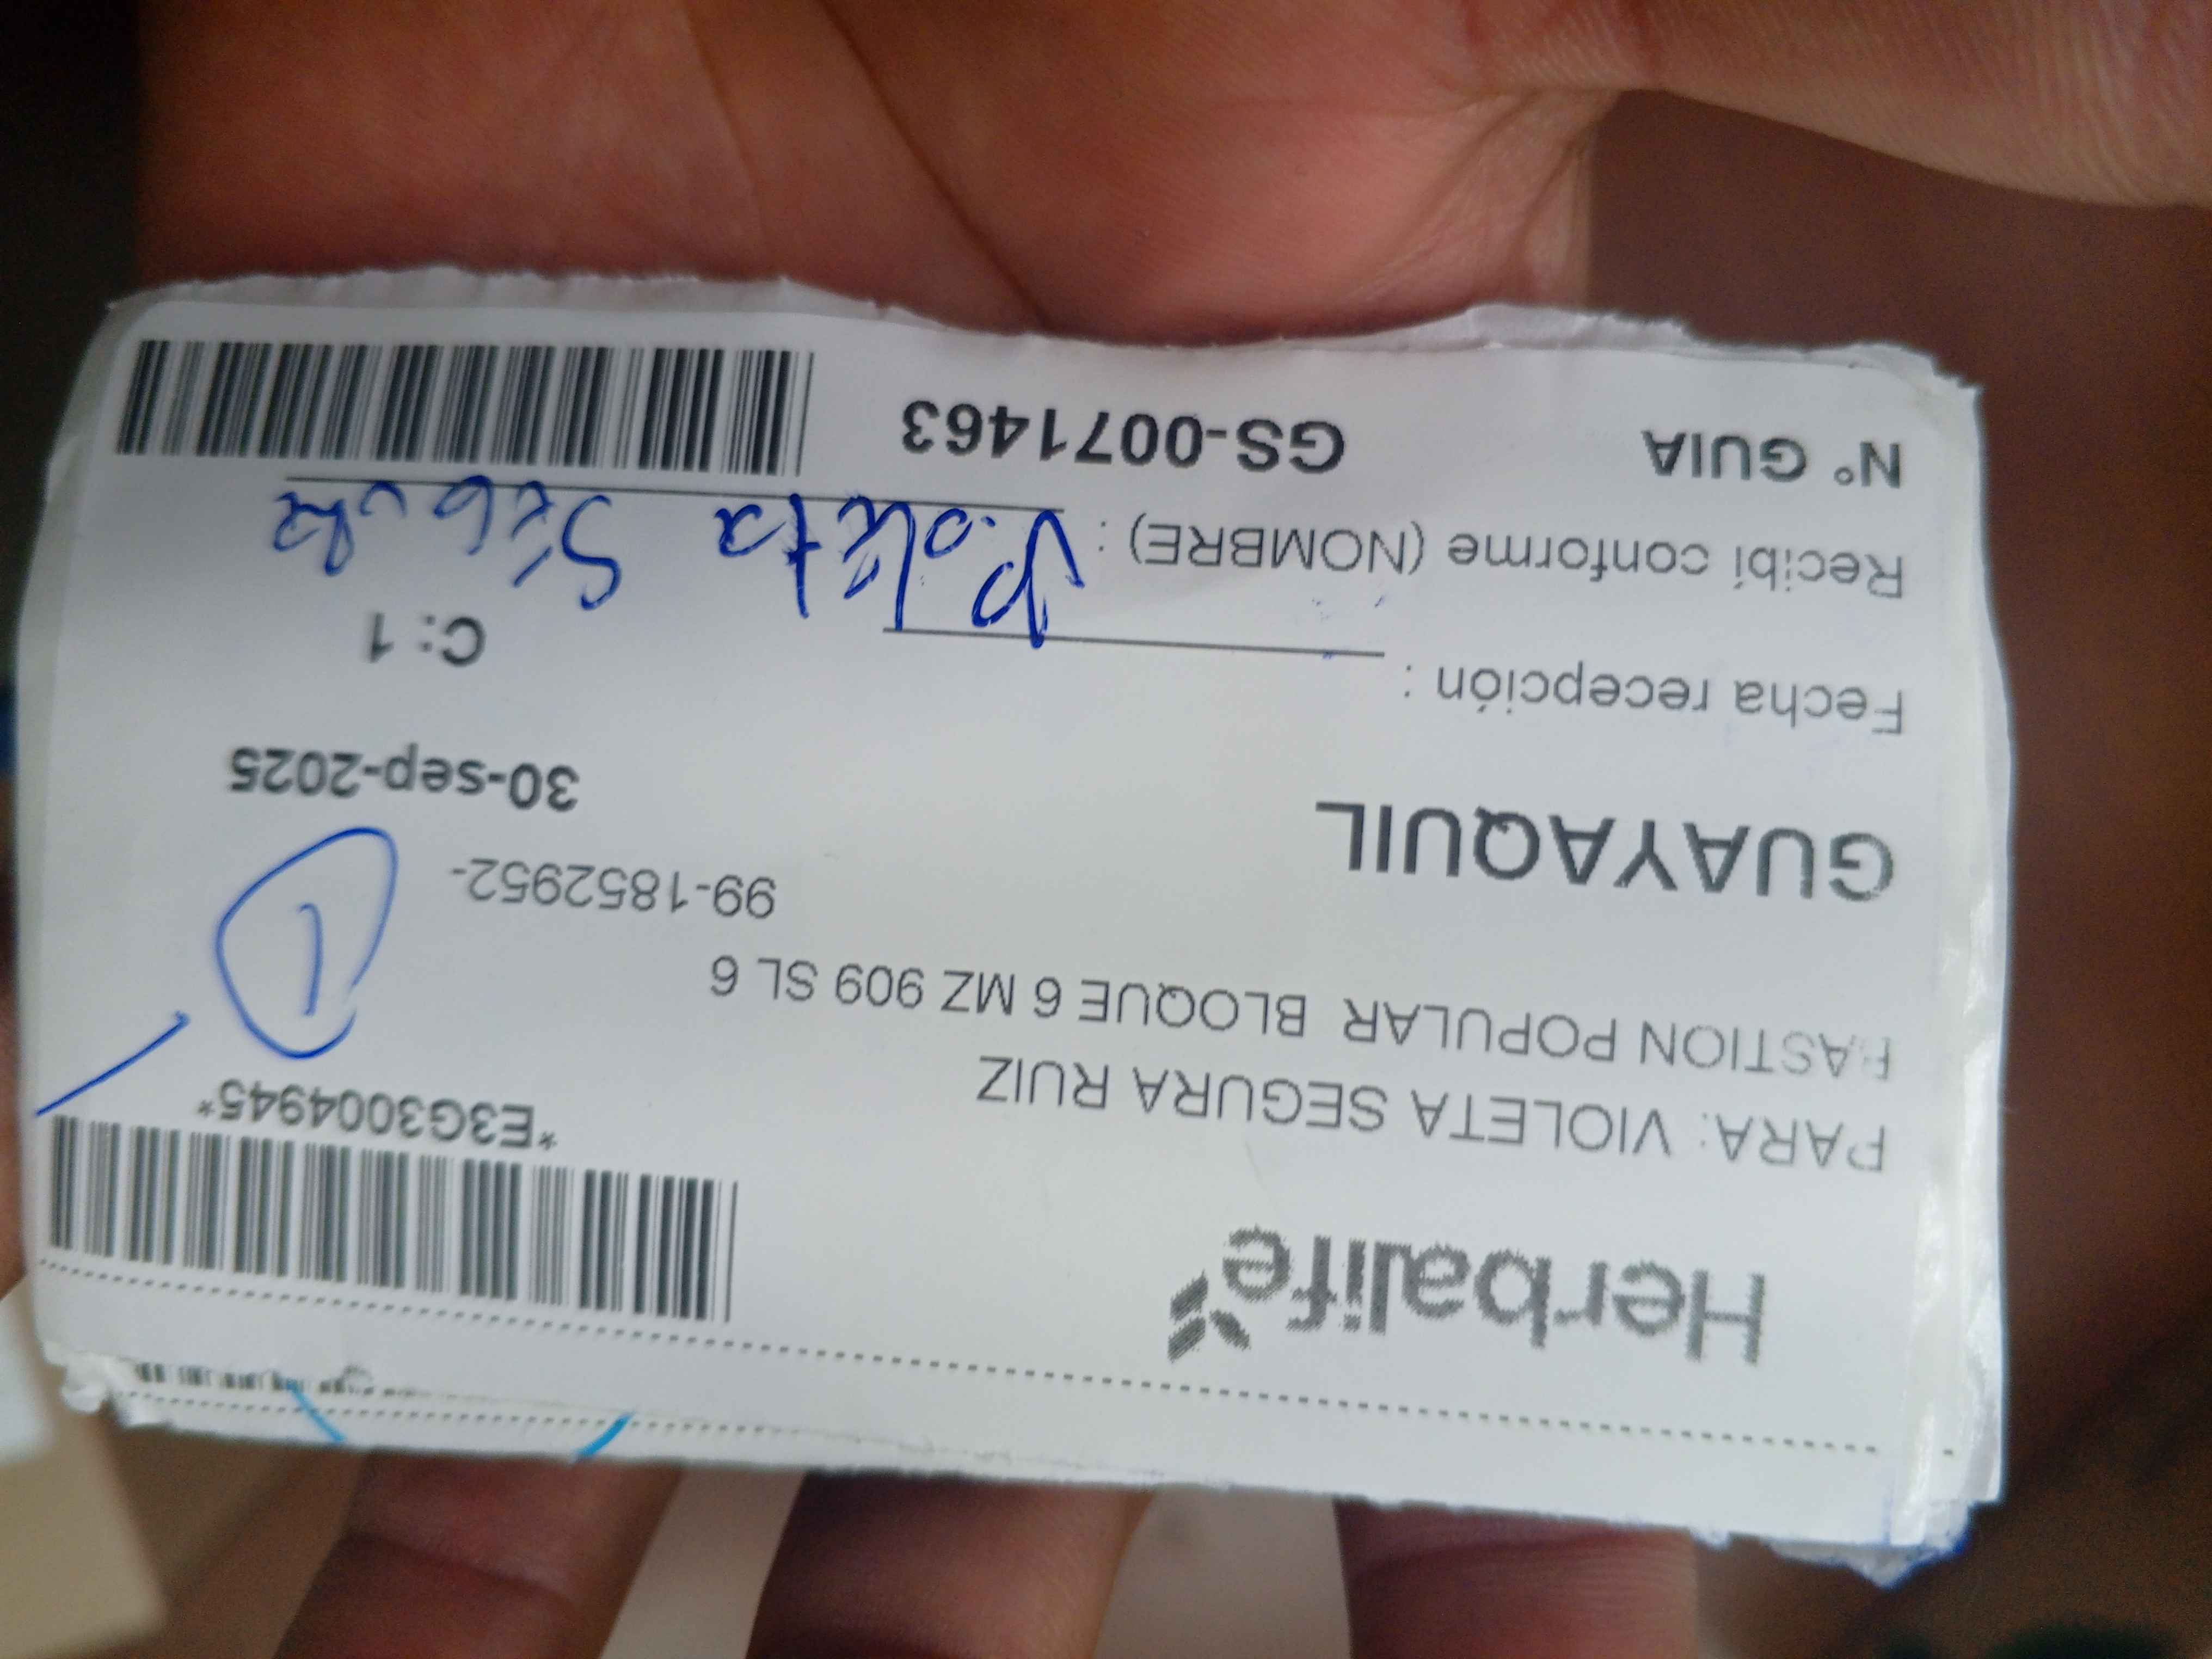 Herbalife
*E3G3004945*
PARA: VIOLETA SEGURA RUIZ
BASTION POPULAR BLOQUE 6 MZ 909 SL 6
99-1852952-
1
GUAYAQUIL
30-sep-2025
Fecha recepción :
C: 1
Recibí conforme (NOMBRE) : Violeta Segura
N° GUIA GS-0071463